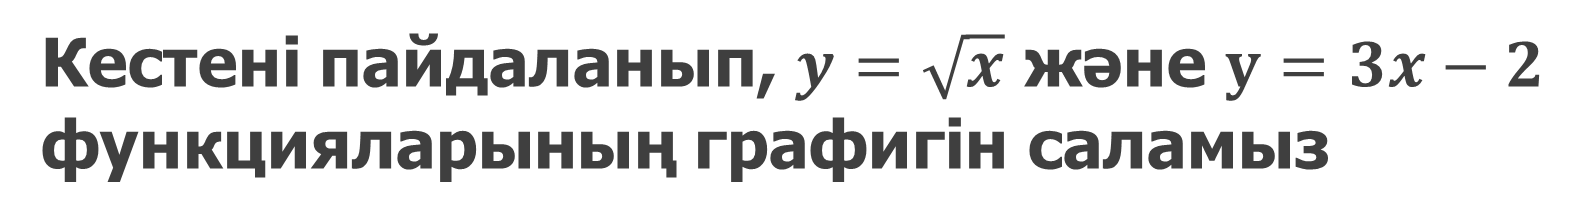 Кестені пайдаланып, y = √x және y = 3x − 2
функцияларының графигін саламыз